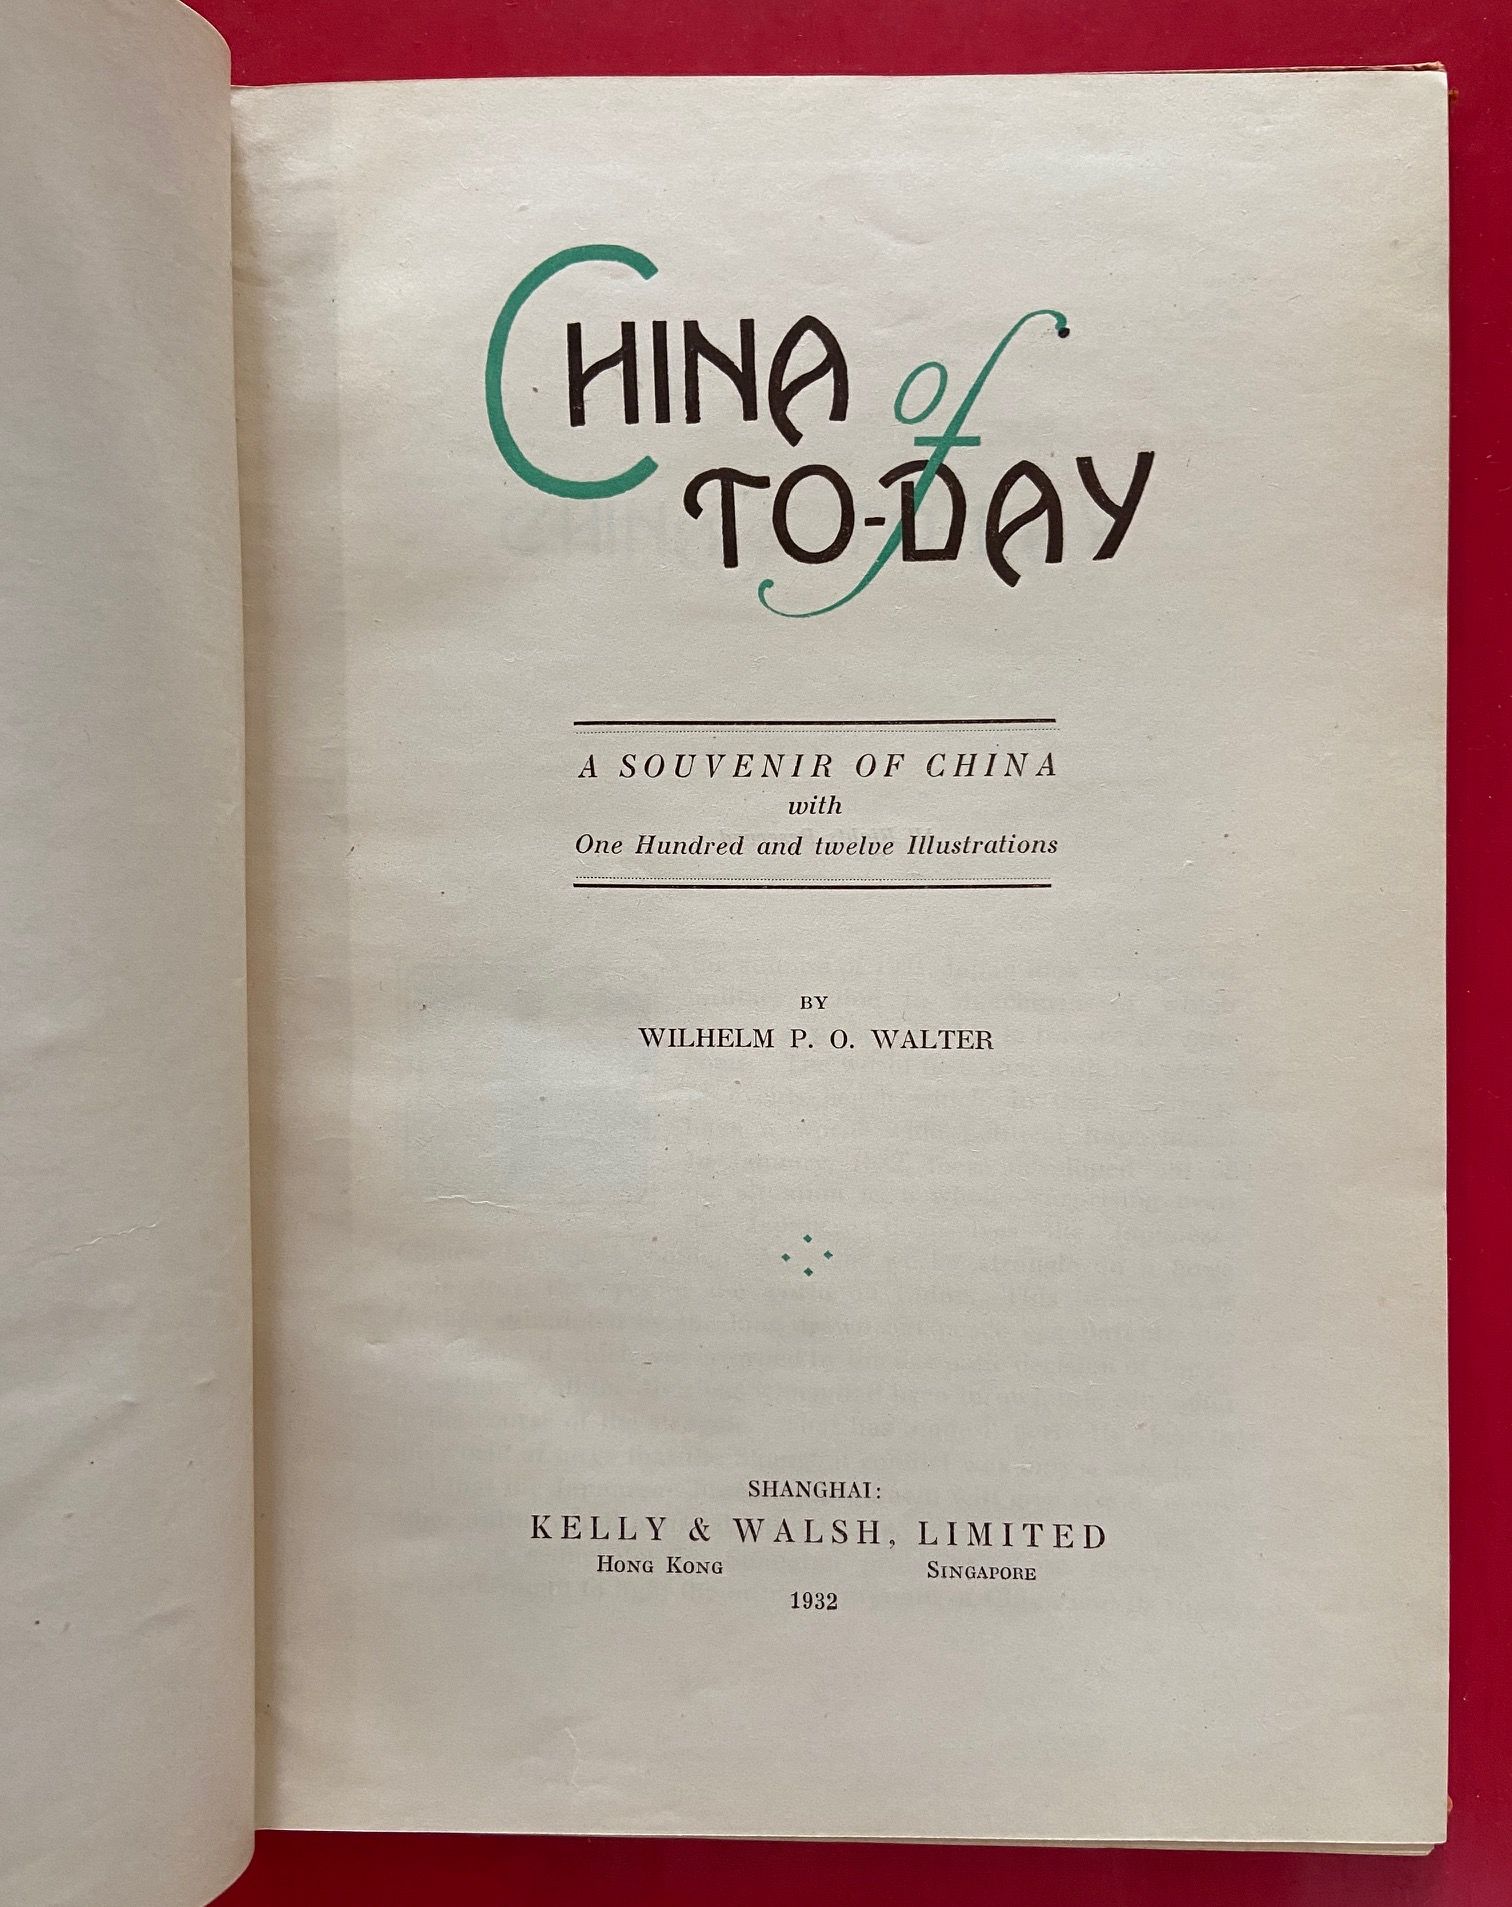 CHINA of
TO-DAY
A SOUVENIR OF CHINA
with
One Hundred and twelve Illustrations
BY
WILHELM P. O. WALTER
SHANGHAI:
KELLY & WALSH, LIMITED
HONG KONG SINGAPORE
1932